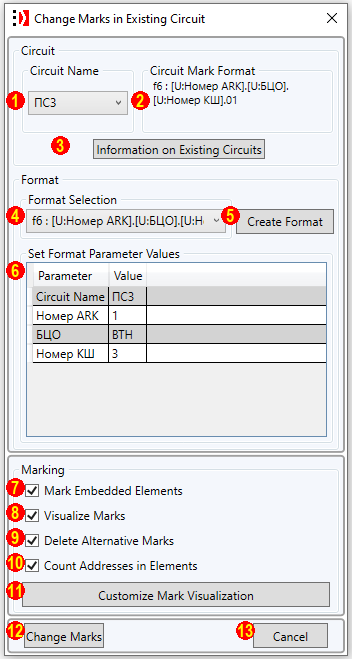 Change Marks in Existing Circuit
Circuit
Circuit Name
Circuit Mark Format
1
ПС3
2
f6 : [U:Номер ARK].[U:БЦО].
[U:Номер КШ].01
3
Information on Existing Circuits
Format
Format Selection
4
f6 : [U:Номер ARK].[U:БЦО].[U:Но
5
Create Format
Set Format Parameter Values
6
Parameter Value
Circuit Name ПС3
Номер ARK 1
БЦО ВТН
Номер КШ 3
Marking
7
Mark Embedded Elements
8
Visualize Marks
9
Delete Alternative Marks
10
Count Addresses in Elements
11
Customize Mark Visualization
12
Change Marks
13
Cancel